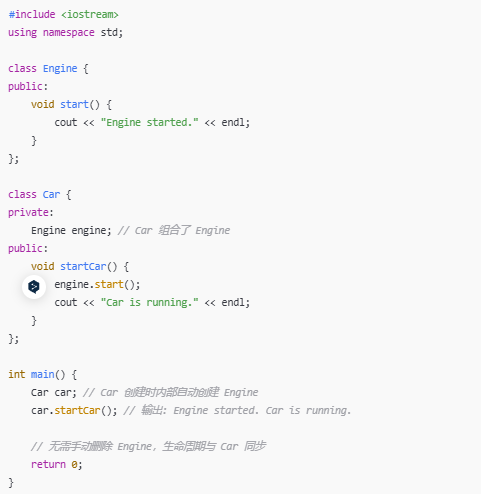 #include <iostream>
using namespace std;

class Engine {
public:
    void start() {
        cout << "Engine started." << endl;
    }
};

class Car {
private:
    Engine engine; // Car 组合了 Engine
public:
    void startCar() {
        engine.start();
        cout << "Car is running." << endl;
    }
};

int main() {
    Car car; // Car 创建时内部自动创建 Engine
    car.startCar(); // 输出: Engine started. Car is running.

    // 无需手动删除 Engine，生命周期与 Car 同步
    return 0;
}